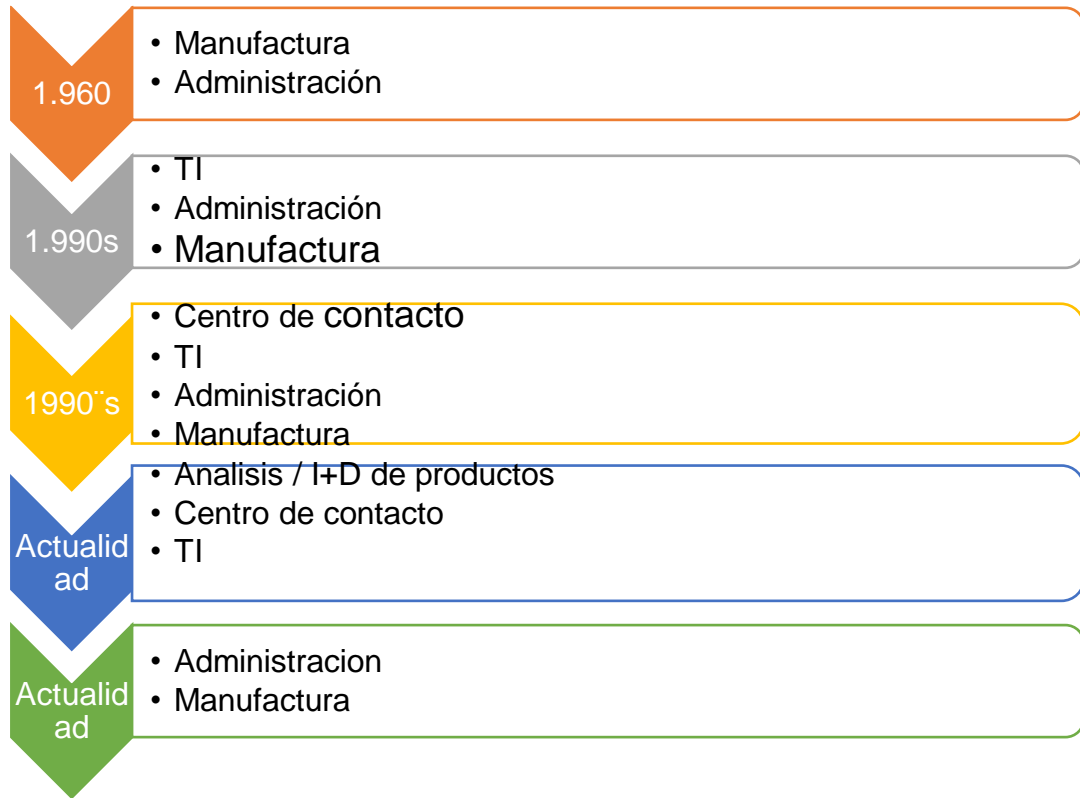 1.960
• Manufactura
• Administración
1.990s
• TI
• Administración
• Manufactura
1990¨s
• Centro de contacto
• TI
• Administración
• Manufactura
Actualid
ad
• Analisis / I+D de productos
• Centro de contacto
• TI
Actualid
ad
• Administracion
• Manufactura